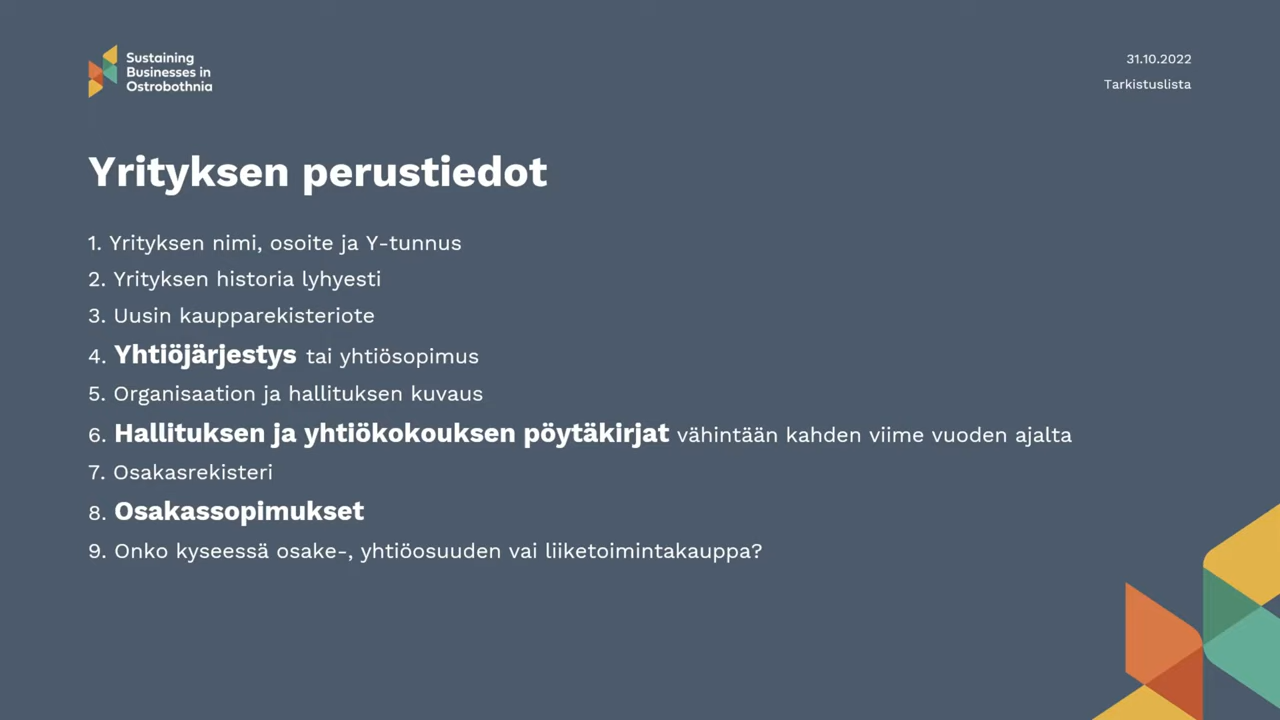 Sustaining
Businesses in
Ostrobothnia
31.10.2022
Tarkistuslista
Yrityksen perustiedot
1. Yrityksen nimi, osoite ja Y-tunnus
2. Yrityksen historia lyhyesti
3. Uusin kaupparekisteriote
4. Yhtiöjärjestys tai yhtiösopimus
5. Organisaation ja hallituksen kuvaus
6. Hallituksen ja yhtiökokouksen pöytäkirjat vähintään kahden viime vuoden ajalta
7. Osakasrekisteri
8. Osakassopimukset
9. Onko kyseessä osake-, yhtiöosuuden vai liiketoimintakauppa?